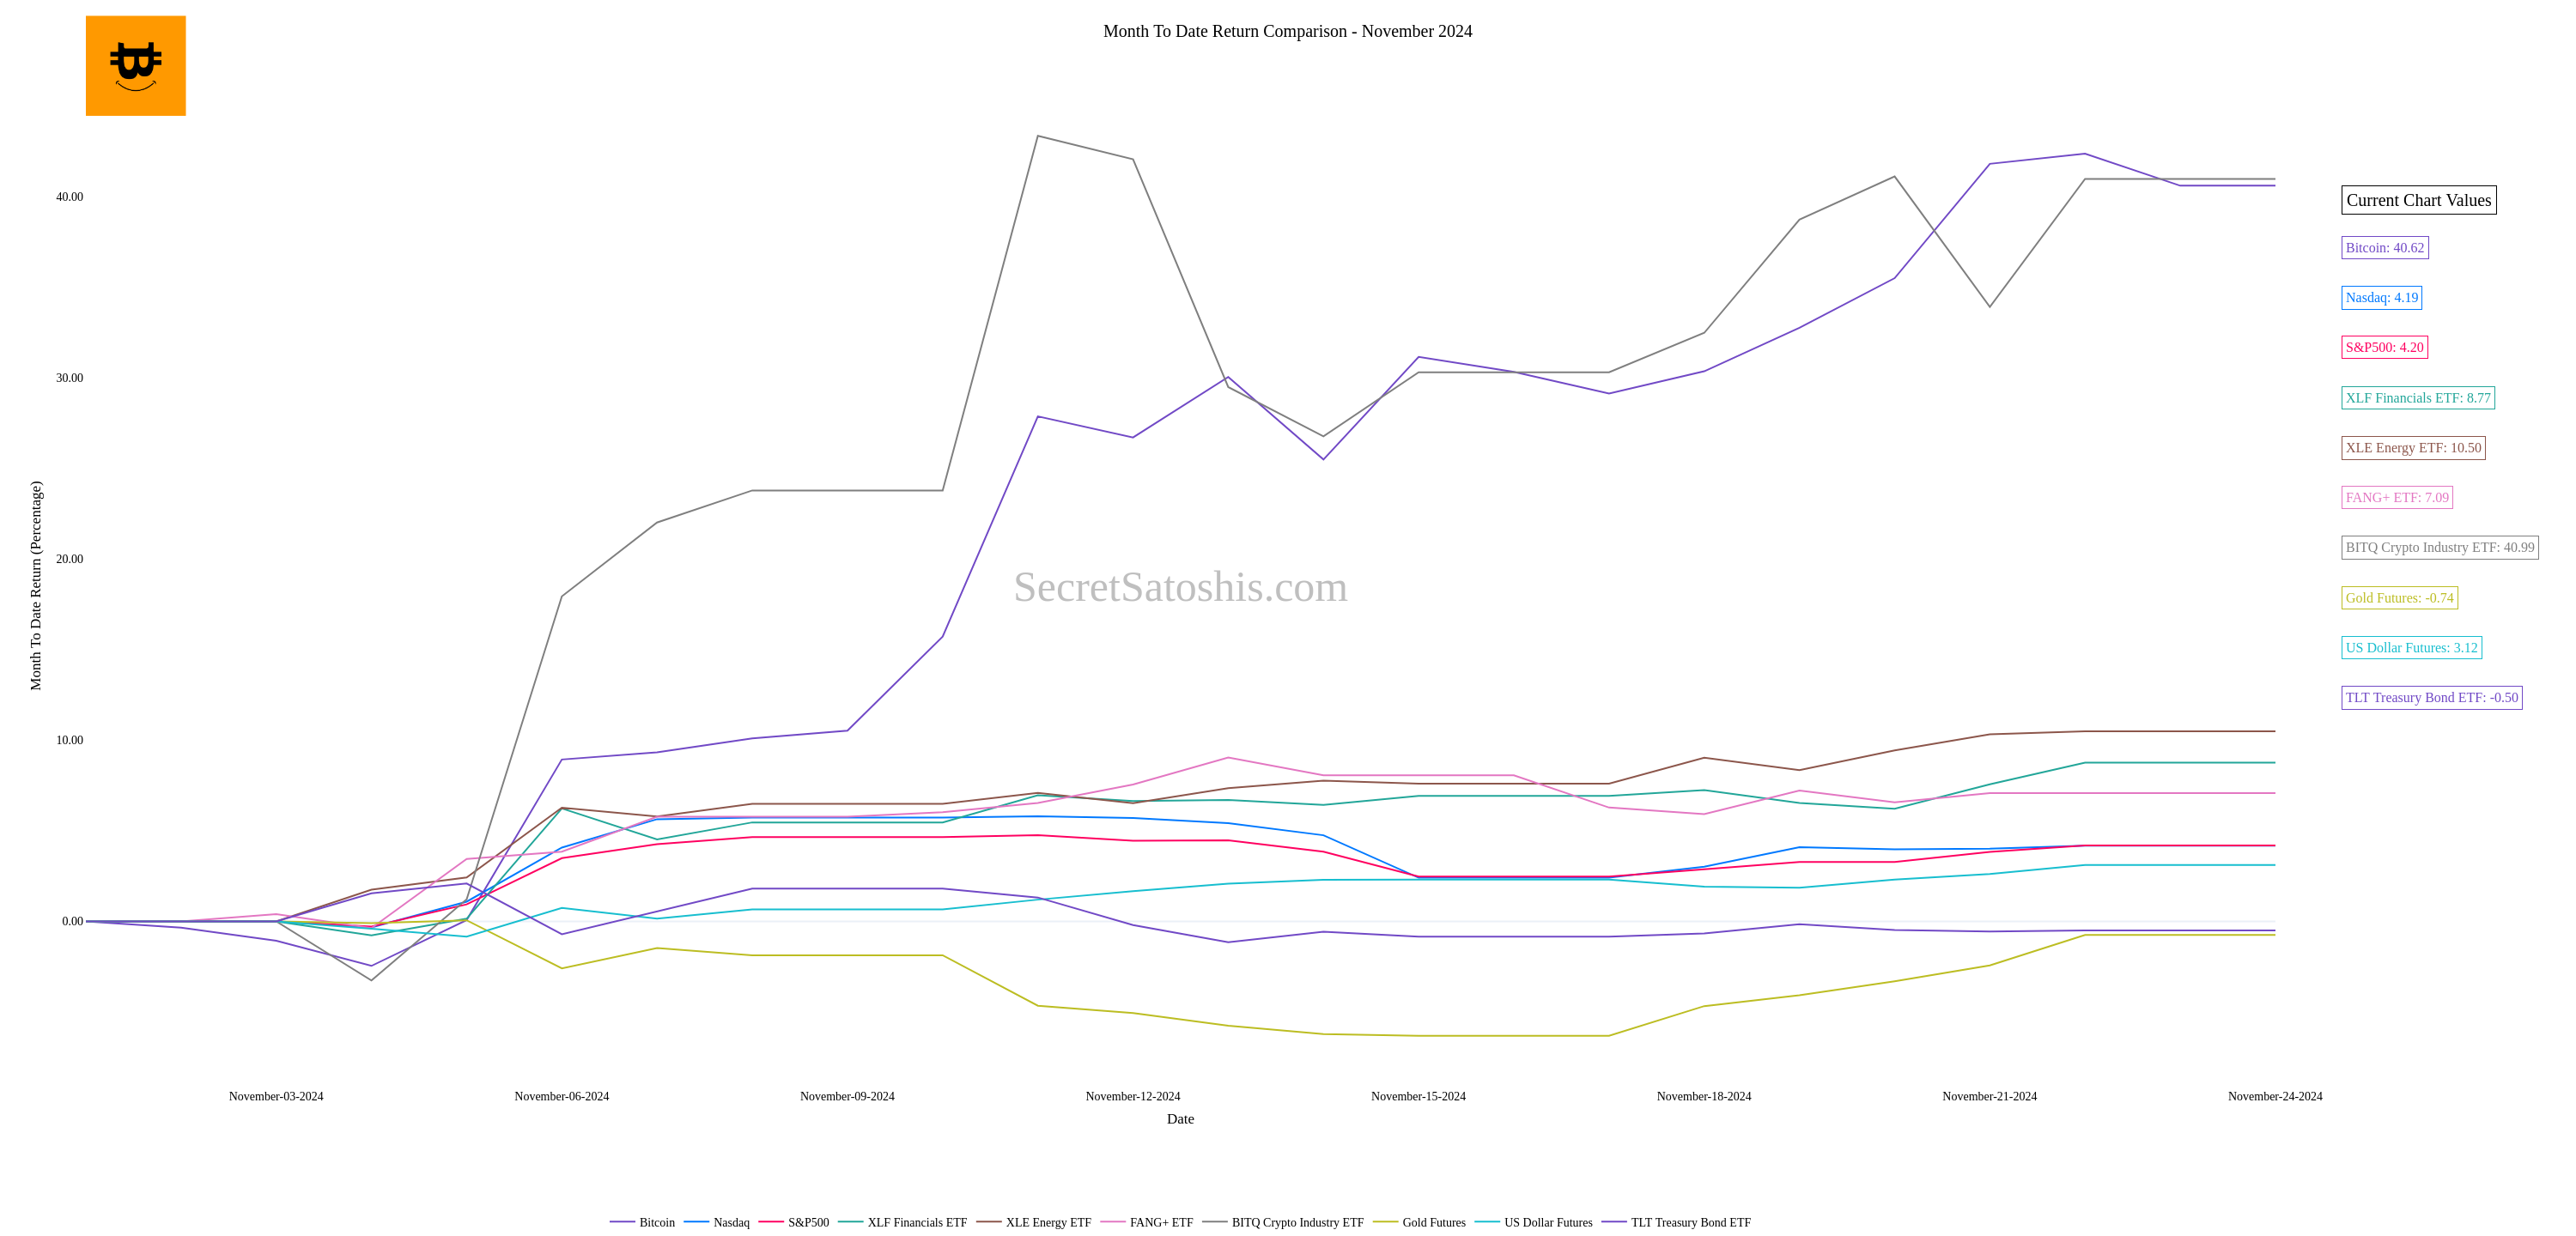 Month To Date Return Comparison - November 2024
40.00
30.00
20.00
10.00
0.00
Month To Date Return (Percentage)
SecretSatoshis.com
Current Chart Values
Bitcoin: 40.62
Nasdaq: 4.19
S&P500: 4.20
XLF Financials ETF: 8.77
XLE Energy ETF: 10.50
FANG+ ETF: 7.09
BITQ Crypto Industry ETF: 40.99
Gold Futures: -0.74
US Dollar Futures: 3.12
TLT Treasury Bond ETF: -0.50
November-03-2024 November-06-2024 November-09-2024 November-12-2024 November-15-2024 November-18-2024 November-21-2024 November-24-2024
Date
Bitcoin Nasdaq S&P500 XLF Financials ETF XLE Energy ETF FANG+ ETF BITQ Crypto Industry ETF Gold Futures US Dollar Futures TLT Treasury Bond ETF